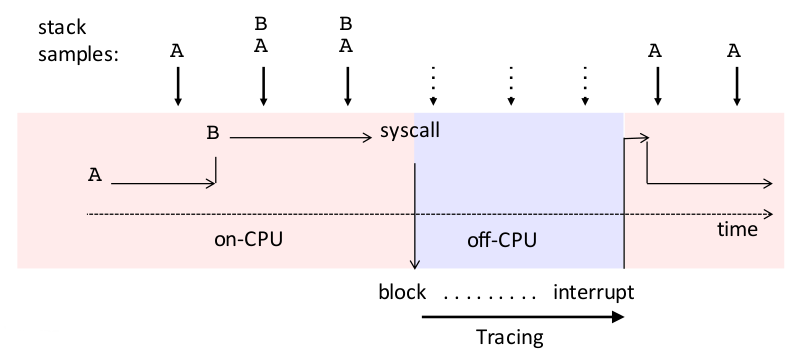 stack
samples:
A
B
A
B
A
A
A
B
syscall
A
on-CPU
off-CPU
time
block ......... interrupt
Tracing